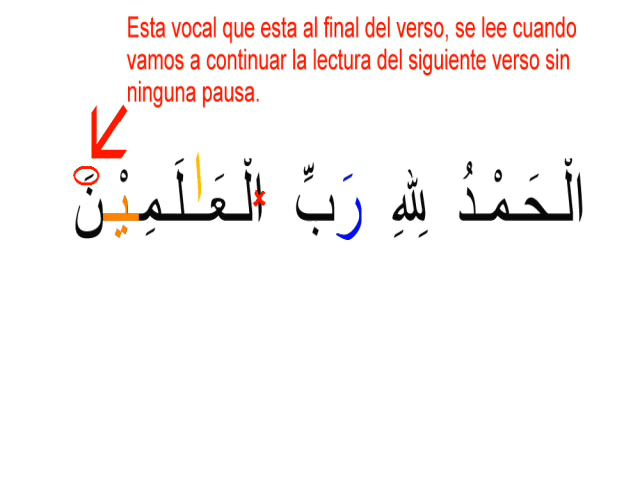 Esta vocal que esta al final del verso, se lee cuando
vamos a continuar la lectura del siguiente verso sin
ninguna pausa.
الْحَمْدُ لِلّٰهِ رَبِّ الْعَالَمِيْنَ